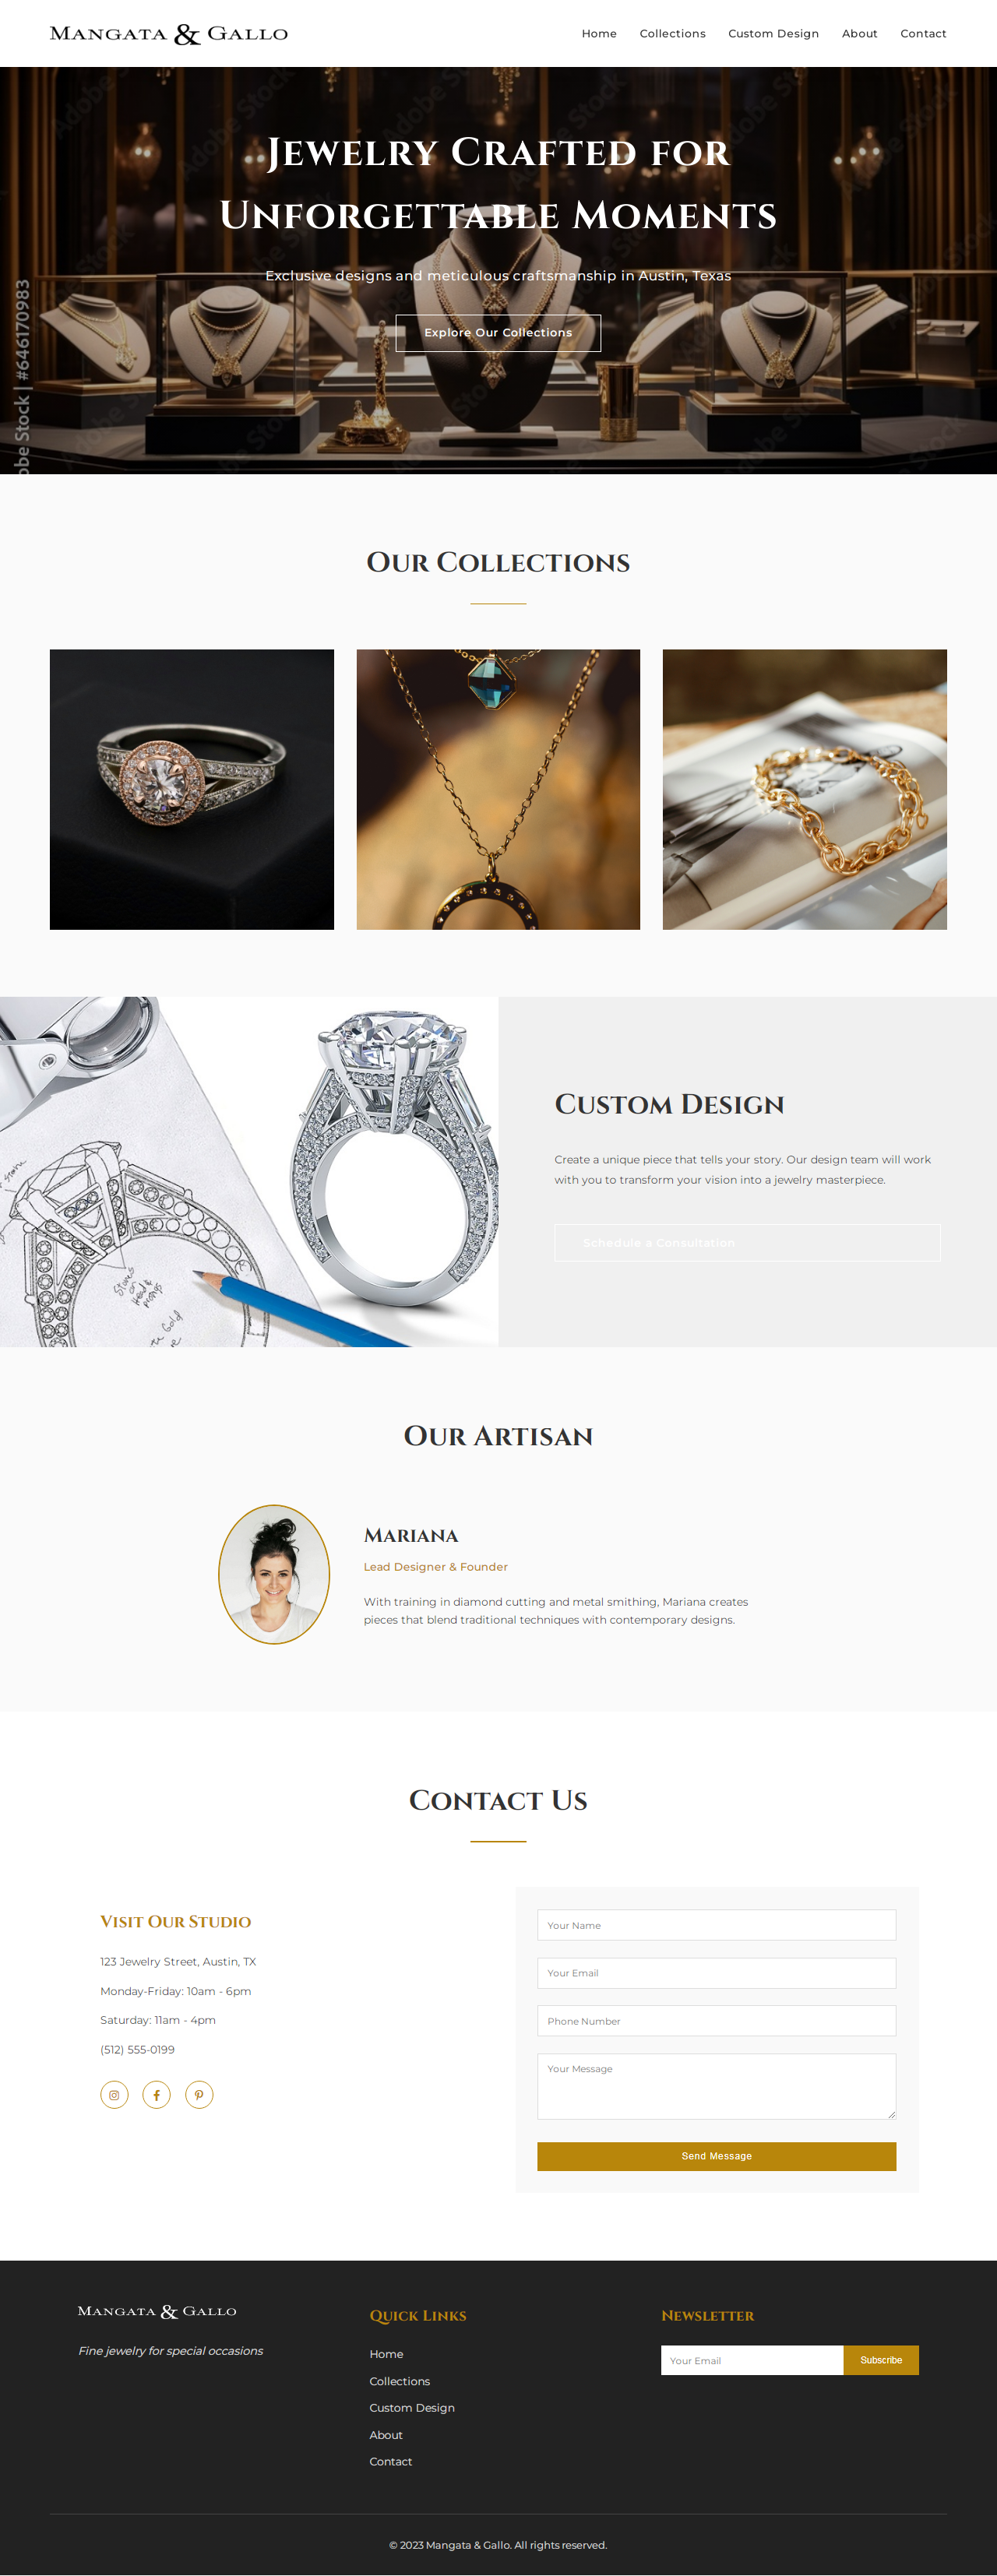 Mangata & Gallo
Home Collections Custom Design About Contact
Jewelry Crafted for
Unforgettable Moments
Exclusive designs and meticulous craftsmanship in Austin, Texas
Explore Our Collections
Adobe Stock | #646170983
Our Collections
Custom Design
Create a unique piece that tells your story. Our design team will work
with you to transform your vision into a jewelry masterpiece.
Schedule a Consultation
Our Artisan
Mariana
Lead Designer & Founder
With training in diamond cutting and metal smithing, Mariana creates
pieces that blend traditional techniques with contemporary designs.
Contact Us
Visit Our Studio
123 Jewelry Street, Austin, TX
Monday-Friday: 10am - 6pm
Saturday: 11am - 4pm
(512) 555-0199
Your Name
Your Email
Phone Number
Your Message
Send Message
Mangata & Gallo
Fine jewelry for special occasions
Quick Links
Home
Collections
Custom Design
About
Contact
Newsletter
Your Email
Subscribe
© 2023 Mangata & Gallo. All rights reserved.